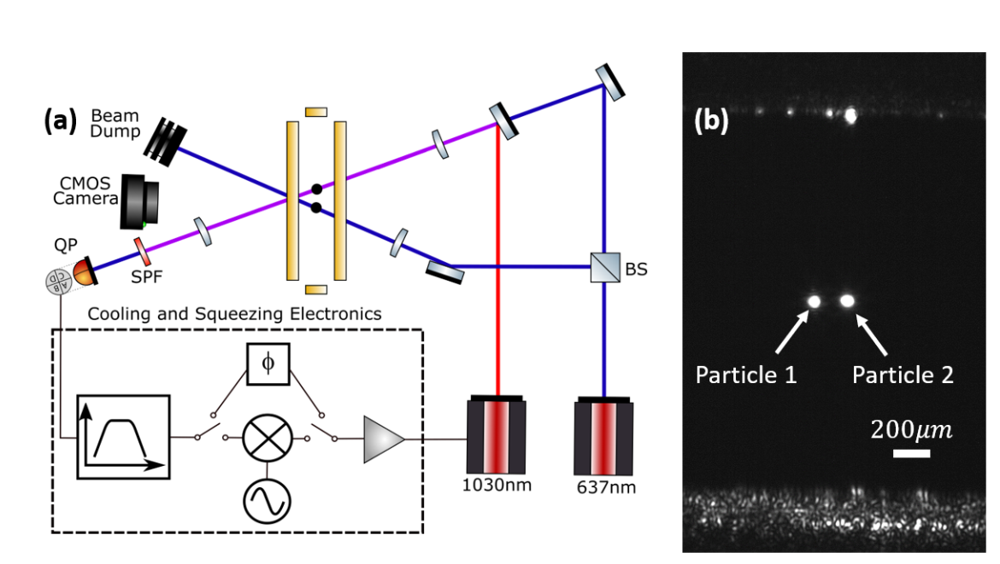 (a)
Beam
Dump
CMOS
Camera
QP
A B
C D
SPF
BS
Cooling and Squeezing Electronics
ϕ
1030nm
637nm
(b)
Particle 1
Particle 2
200μm